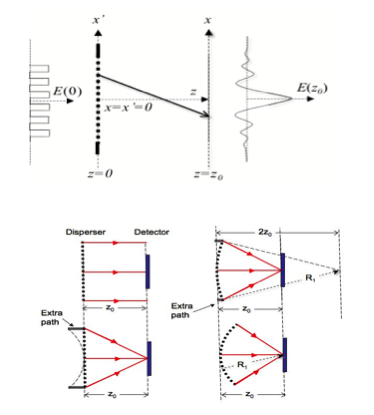 x' x
E(0) z E(z₀)
x=x'=0
z=0 z=z₀
Disperser Detector 2z₀
R₁
z₀ z₀
Extra
path
Extra
path
R₁
z₀ z₀